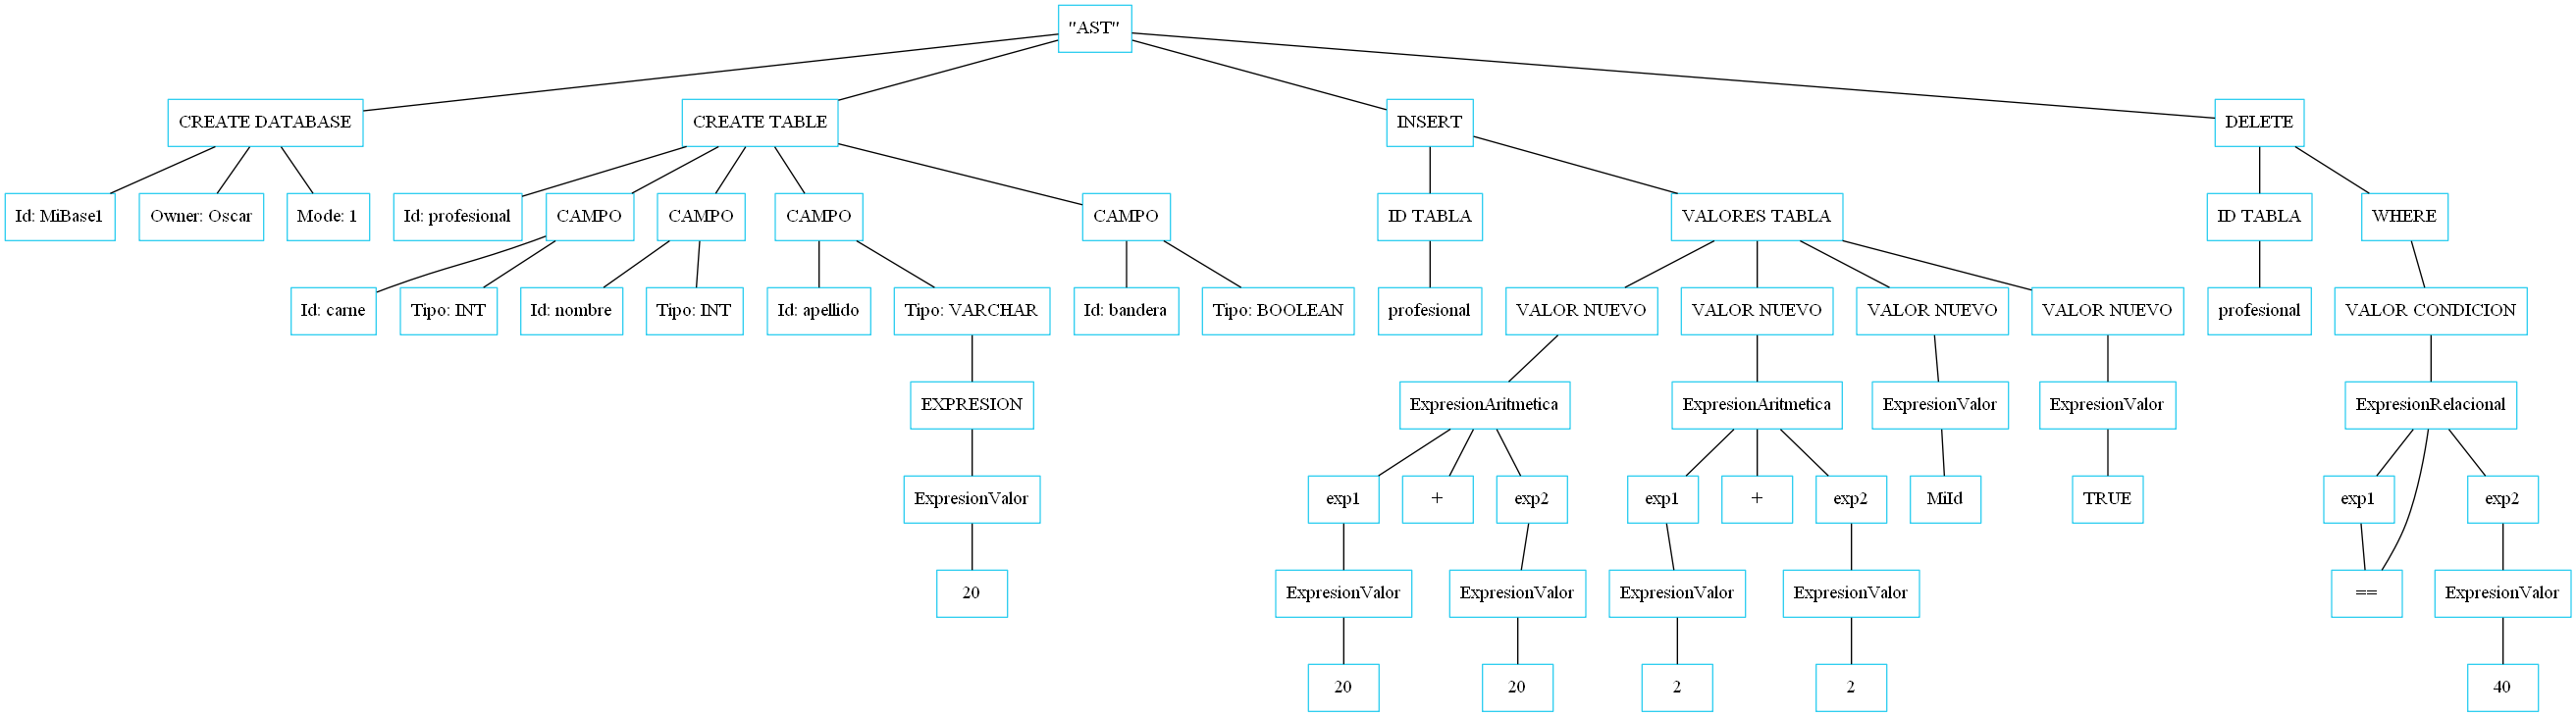 "AST"
CREATE DATABASE
CREATE TABLE
INSERT
DELETE
Id: MiBase1
Owner: Oscar
Mode: 1
Id: profesional
CAMPO
CAMPO
CAMPO
CAMPO
ID TABLA
VALORES TABLA
ID TABLA
WHERE
Id: carne
Tipo: INT
Id: nombre
Tipo: INT
Id: apellido
Tipo: VARCHAR
Id: bandera
Tipo: BOOLEAN
profesional
VALOR NUEVO
VALOR NUEVO
VALOR NUEVO
VALOR NUEVO
profesional
VALOR CONDICION
EXPRESION
ExpresionAritmetica
ExpresionAritmetica
ExpresionValor
ExpresionValor
ExpresionRelacional
ExpresionValor
exp1
+
exp2
exp1
+
exp2
MiId
TRUE
exp1
exp2
20
ExpresionValor
ExpresionValor
ExpresionValor
ExpresionValor
==
ExpresionValor
20
20
2
2
40